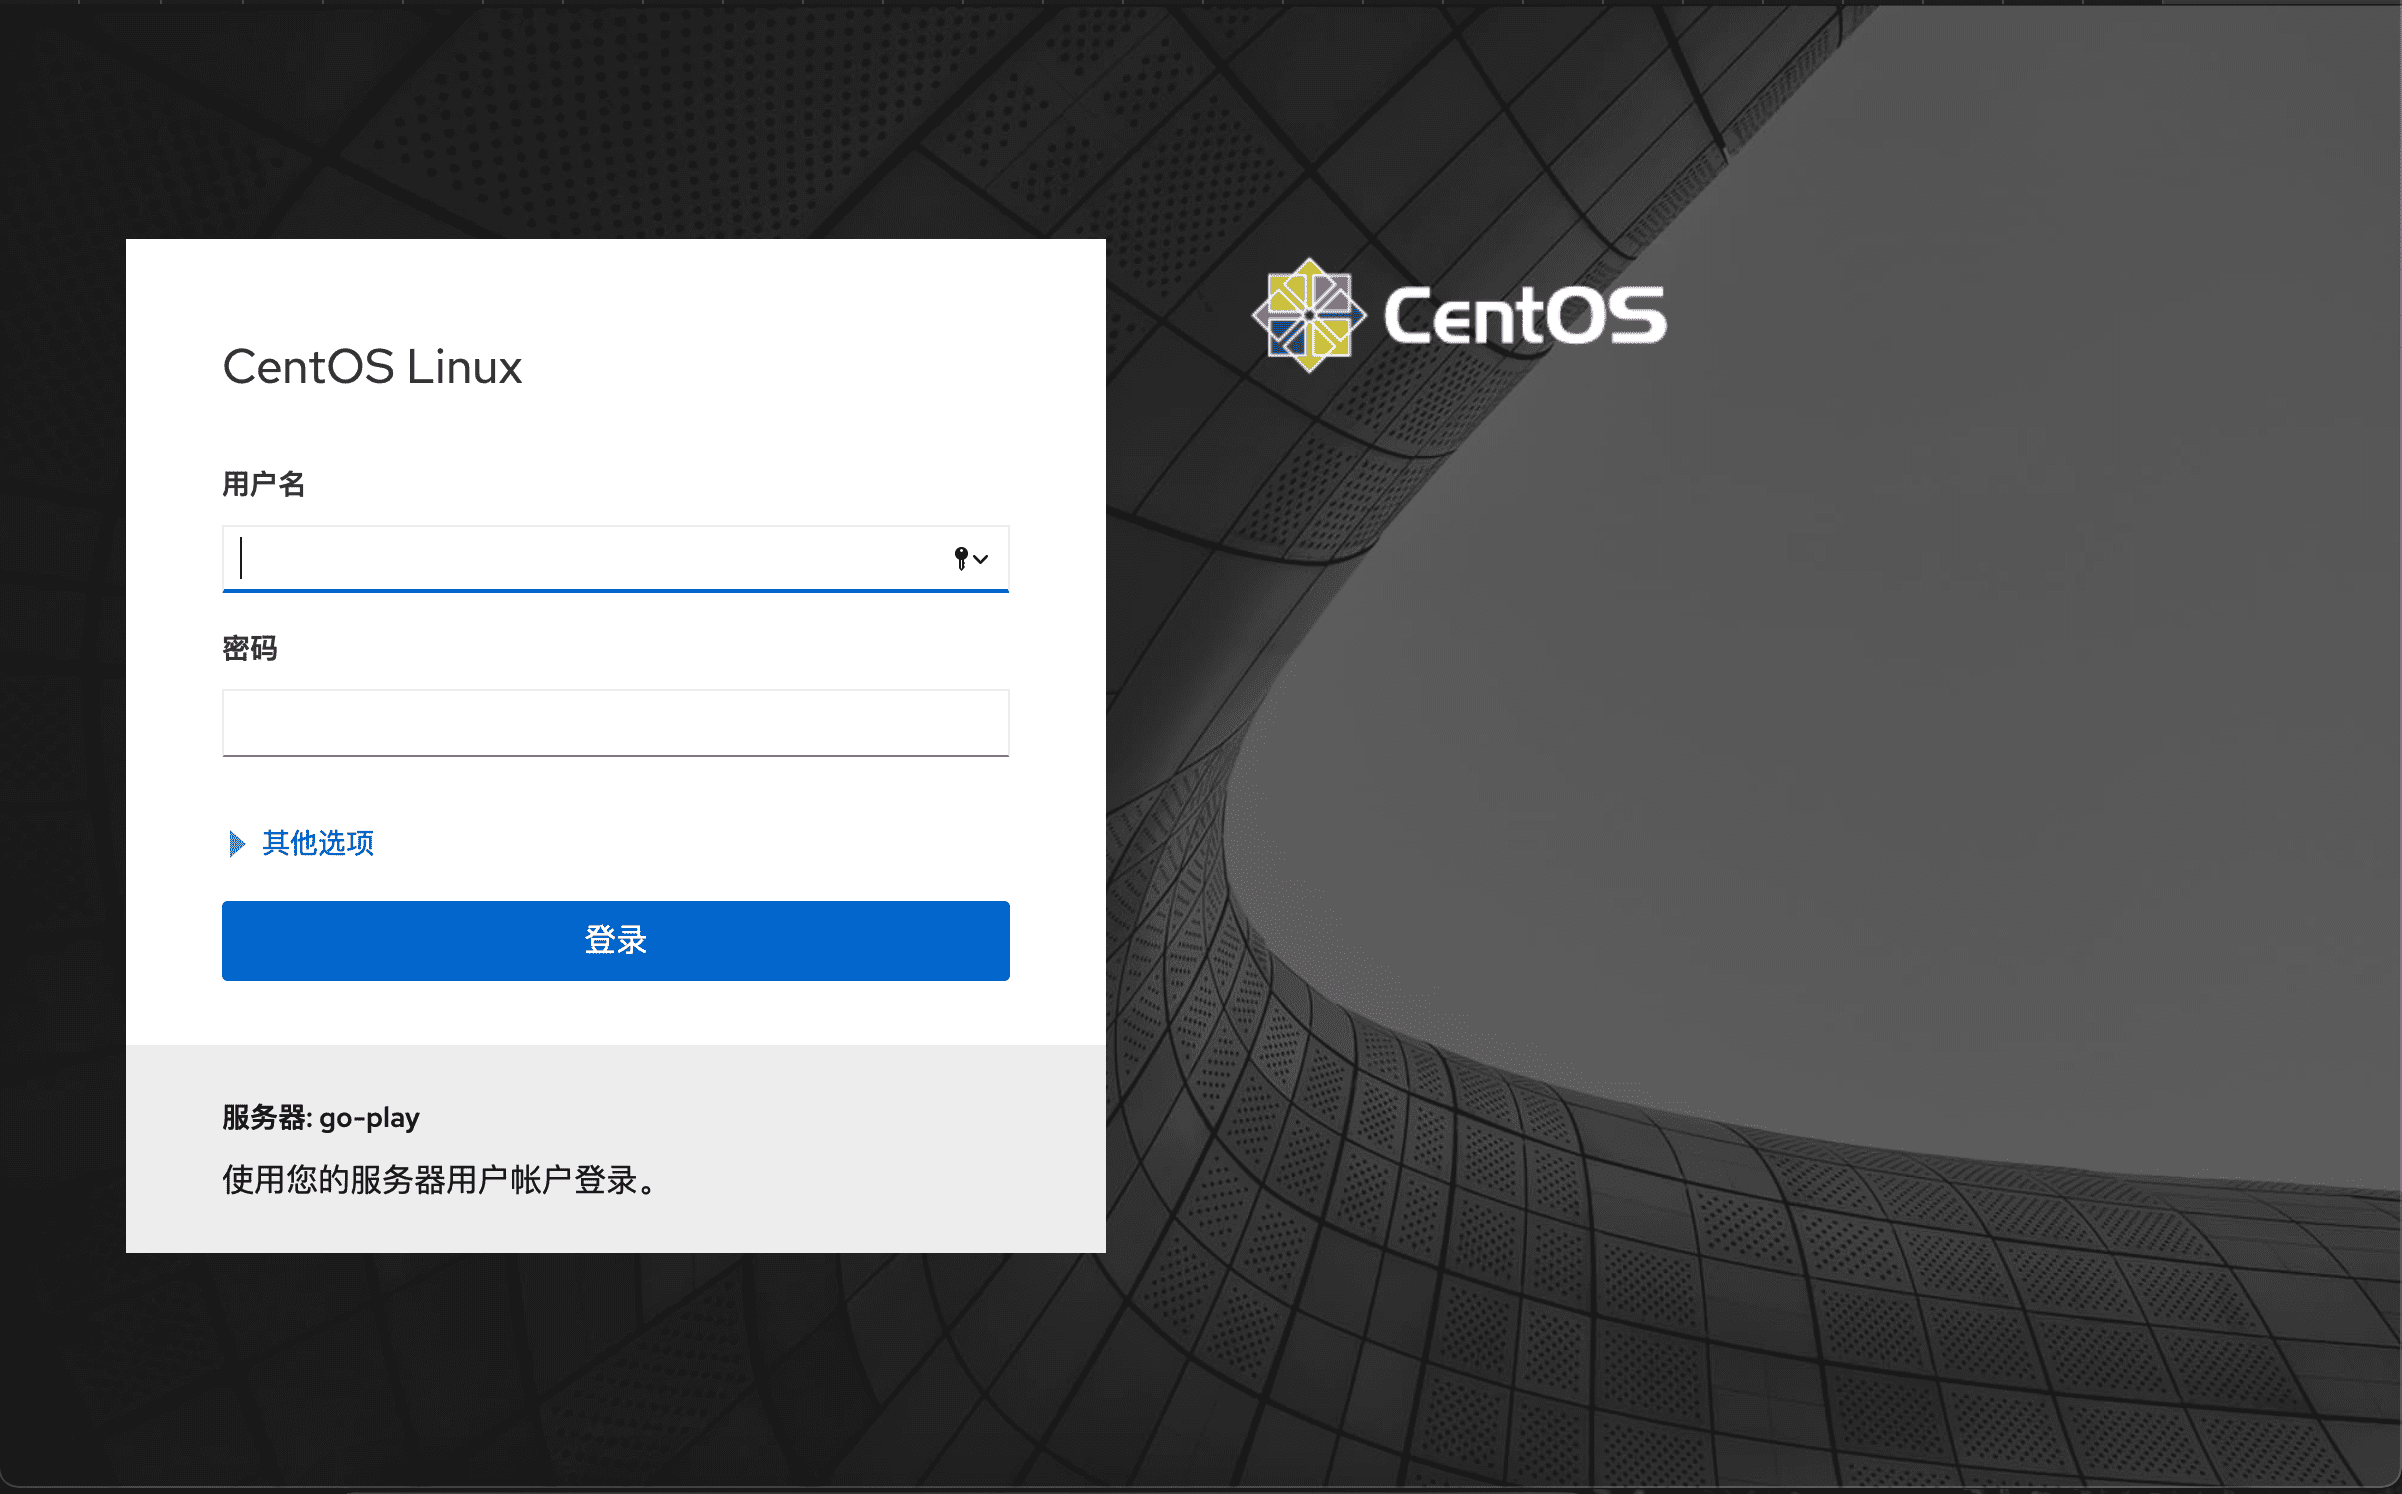 CentOS Linux
CentOS
用户名
密码
其他选项
登录
服务器: go-play
使用您的服务器用户帐户登录。